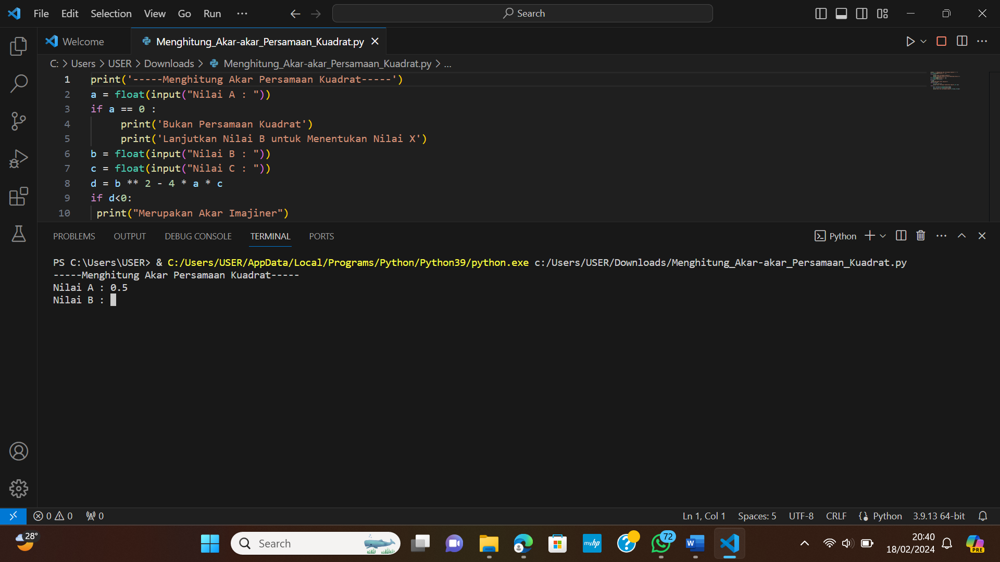 File Edit Selection View Go Run ... Search
Welcome Menghitung_Akar-akar_Persamaan_Kuadrat.py
C: > Users > USER > Downloads > Menghitung_Akar-akar_Persamaan_Kuadrat.py > ...
1 print('-----Menghitung Akar Persamaan Kuadrat-----')
2 a = float(input("Nilai A : "))
3 if a == 0 :
4 print('Bukan Persamaan Kuadrat')
5 print('Lanjutkan Nilai B untuk Menentukan Nilai X')
6 b = float(input("Nilai B : "))
7 c = float(input("Nilai C : "))
8 d = b ** 2 - 4 * a * c
9 if d<0:
10 print("Merupakan Akar Imajiner")
PROBLEMS OUTPUT DEBUG CONSOLE TERMINAL PORTS Python
PS C:\Users\USER> & C:/Users/USER/AppData/Local/Programs/Python/Python39/python.exe c:/Users/USER/Downloads/Menghitung_Akar-akar_Persamaan_Kuadrat.py
-----Menghitung Akar Persamaan Kuadrat-----
Nilai A : 0.5
Nilai B :
0 0 0 Ln 1, Col 1 Spaces: 5 UTF-8 CRLF Python 3.9.13 64-bit
28° Search myhp 72 W 20:40 PRE
18/02/2024